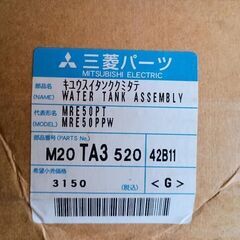 三菱パーツ
MITSUBISHI ELECTRIC
部品名 (NAME) キユウスイタンククミタテ
WATER TANK ASSEMBLY
代表形名 (MODEL) MRE50PT
MRE50PPW
部品番号 (PARTS No.)
M20 TA3 520 42B11
希望小売価格
3150 (税込) <G>